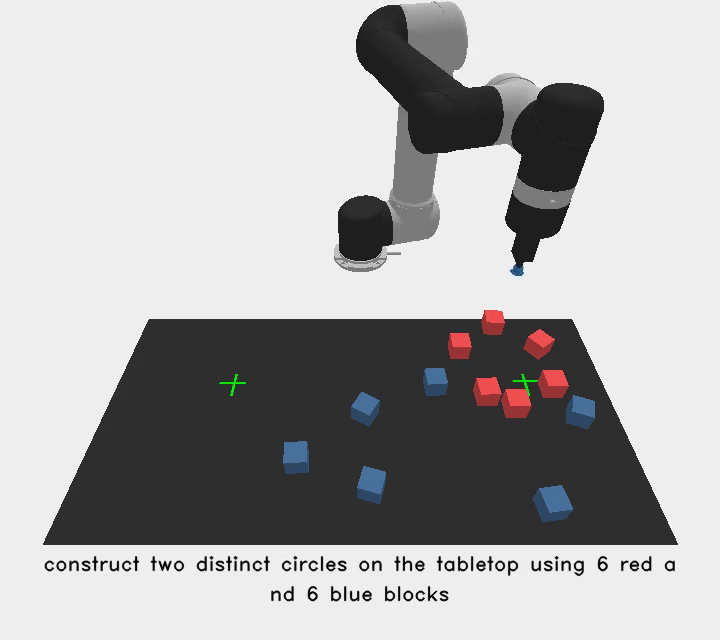 construct two distinct circles on the tabletop using 6 red a
nd 6 blue blocks